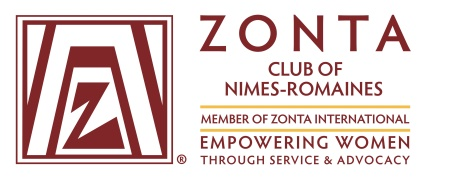 Z
®
ZONTA
CLUB OF
NIMES-ROMAINES
MEMBER OF ZONTA INTERNATIONAL
EMPOWERING WOMEN
THROUGH SERVICE & ADVOCACY